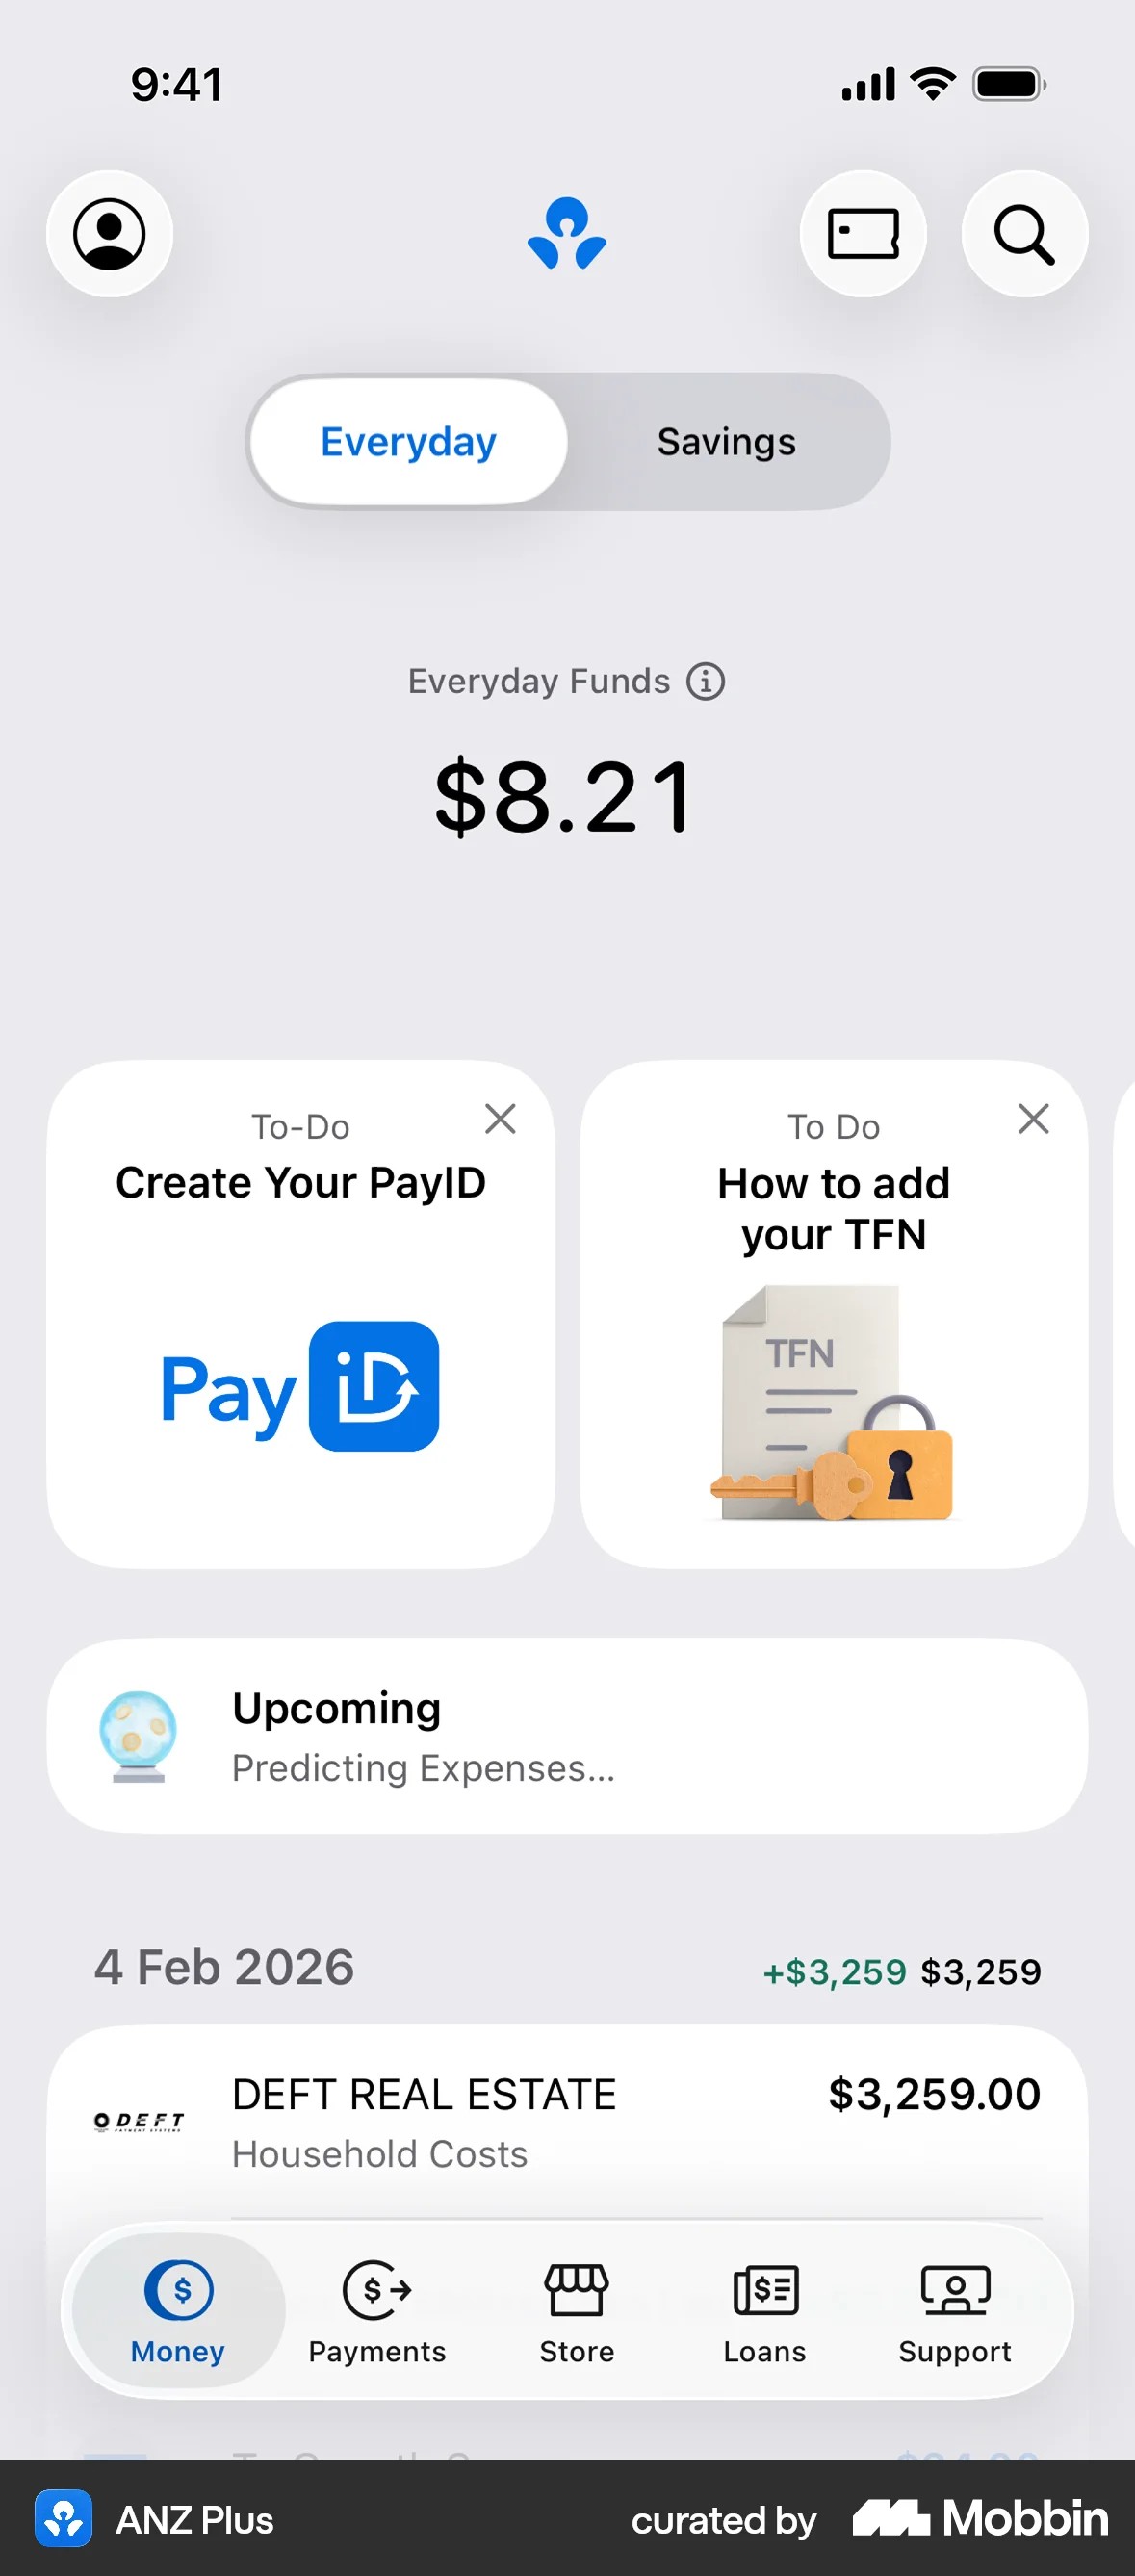 9:41
Everyday
Savings
Everyday Funds
$8.21
To-Do
Create Your PayID
Pay iD
To Do
How to add
your TFN
TFN
Upcoming
Predicting Expenses...
4 Feb 2026
+$3,259 $3,259
DEFT
DEFT REAL ESTATE
$3,259.00
Household Costs
Money
Payments
Store
Loans
Support
ANZ Plus
curated by
Mobbin